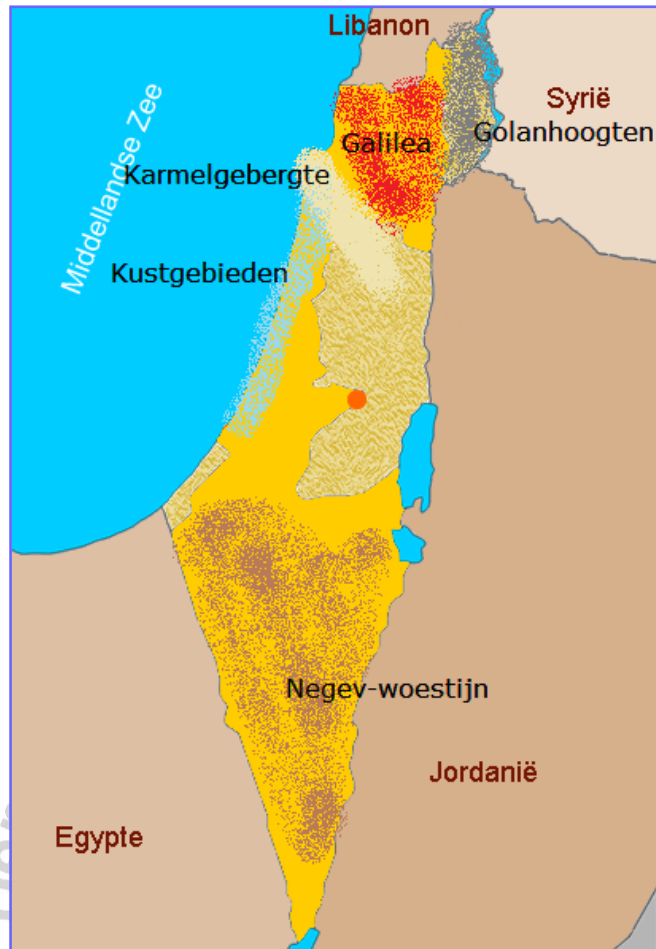 Libanon
Syrië
Golanhoogten
Galilea
Karmelgebergte
Middellandse Zee
Kustgebieden
Negev-woestijn
Jordanië
Egypte